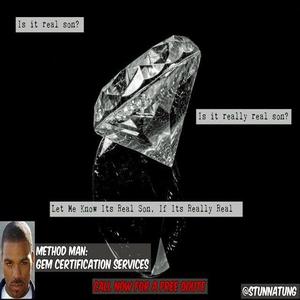 Is it real son?
Is it really real son?
Let Me Know Its Real Son, If Its Really Real
METHOD MAN:
GEM CERTIFICATION SERVICES
CALL NOW FOR A FREE QOUTE
@STUNNATUNG